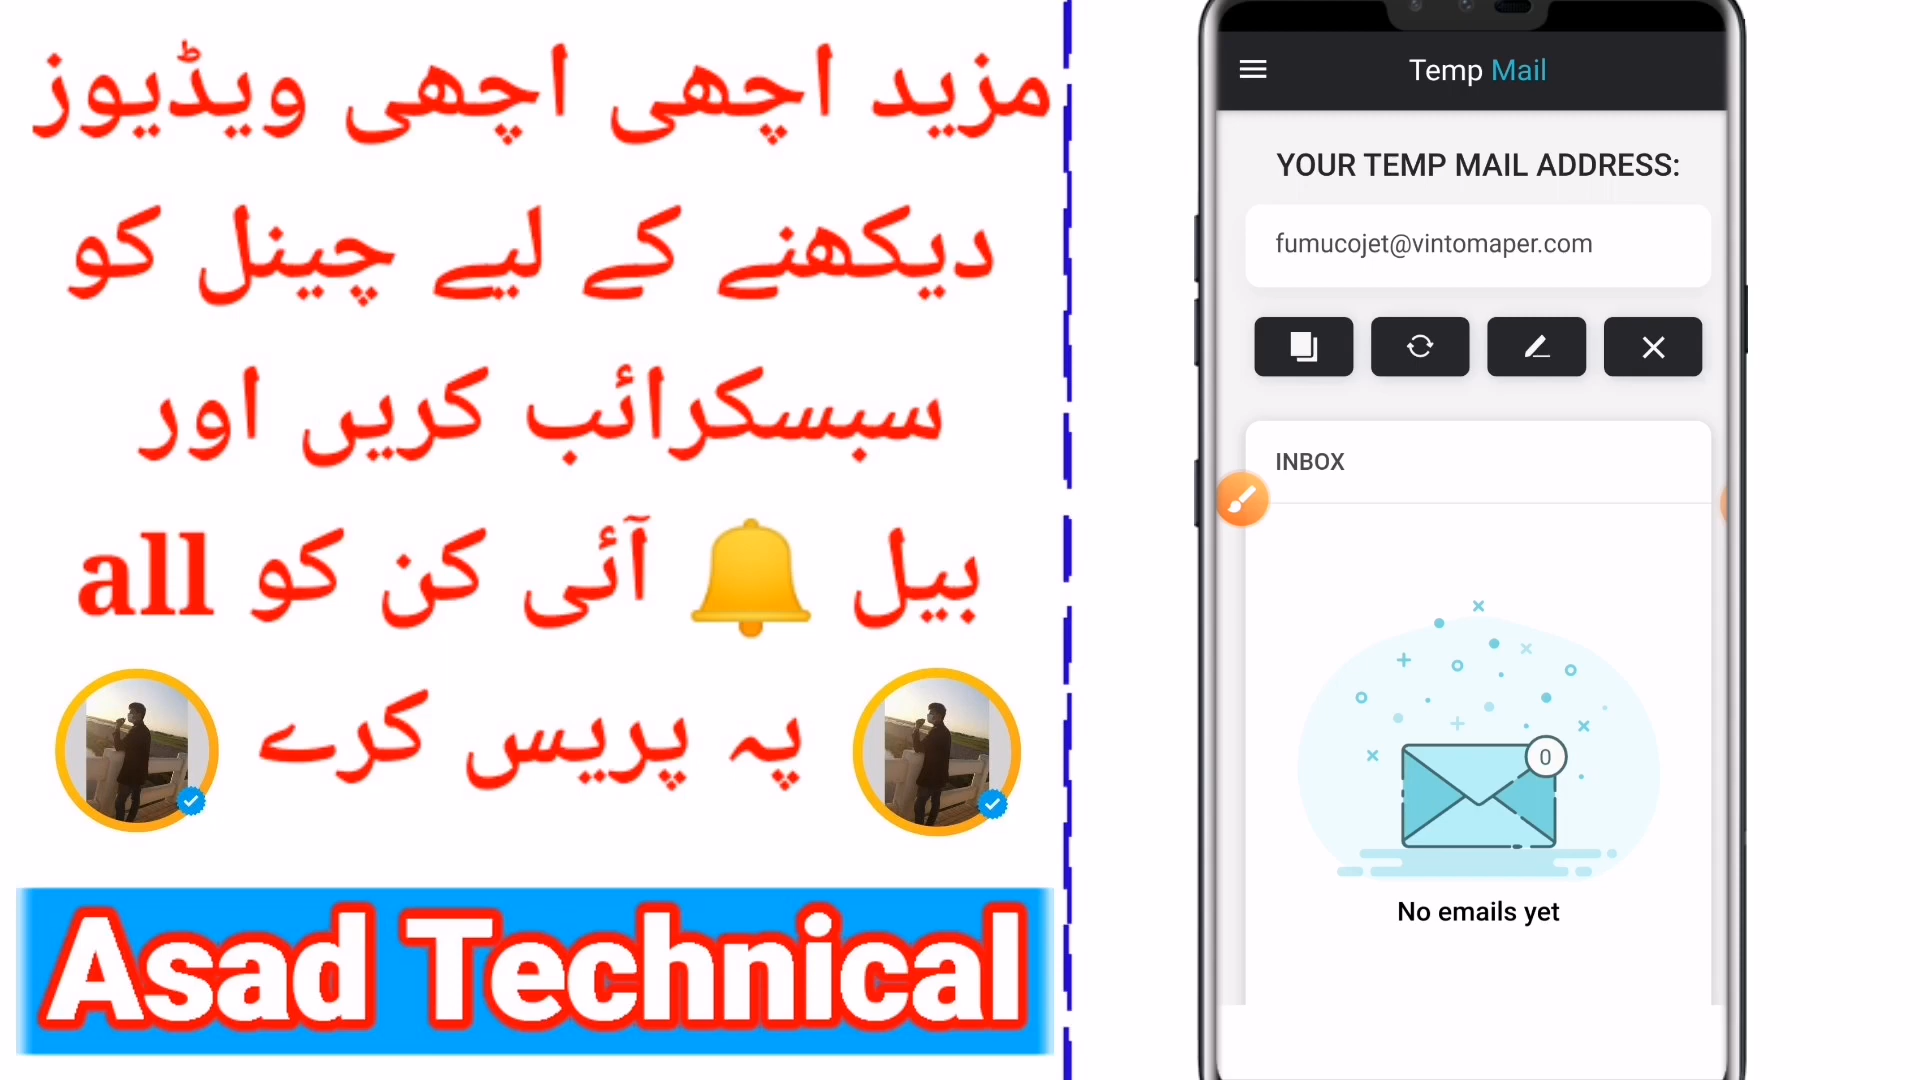 مزید اچھی اچھی ویڈیوز
دیکھنے کے لیے چینل کو
سبسکرائب کریں اور
بیل 🔔 آئی کن کو all
پہ پریس کرے
Asad Technical
Temp Mail
YOUR TEMP MAIL ADDRESS:
fumucojet@vintomaper.com
INBOX
0
No emails yet